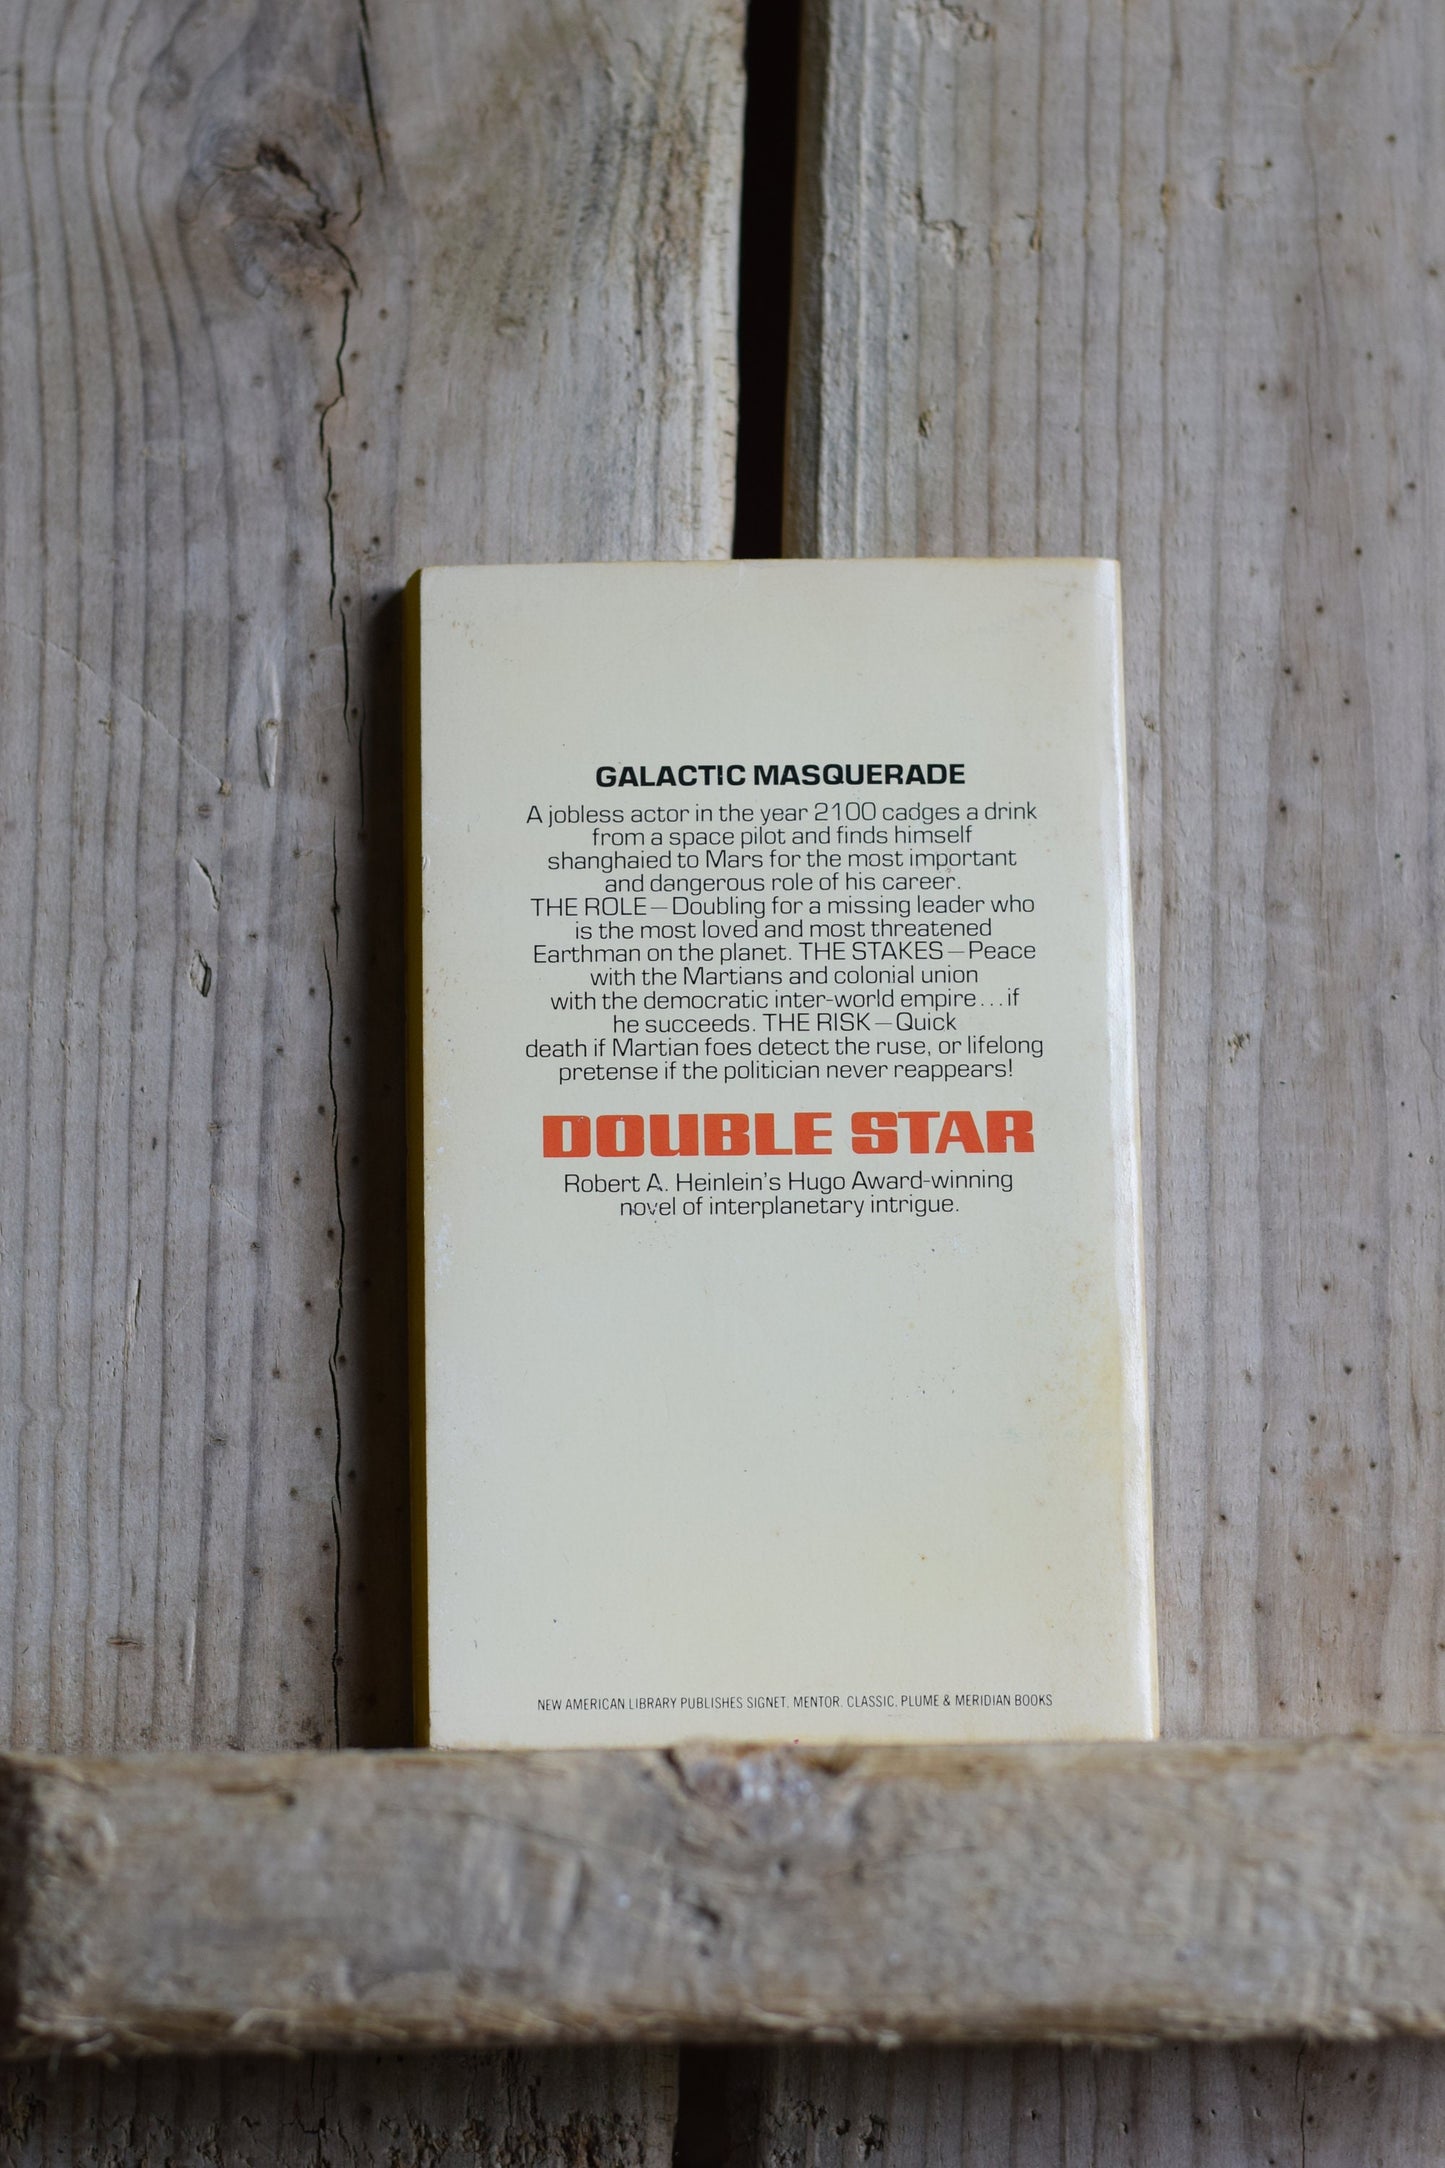 GALACTIC MASQUERADE
A jobless actor in the year 2100 cadges a drink
from a space pilot and finds himself
shanghaied to Mars for the most important
and dangerous role of his career.
THE ROLE—Doubling for a missing leader who
is the most loved and most threatened
Earthman on the planet. THE STAKES—Peace
with the Martians and colonial union
with the democratic inter-world empire...if
he succeeds. THE RISK—Quick
death if Martian foes detect the ruse, or lifelong
pretense if the politician never reappears!
DOUBLE STAR
Robert A. Heinlein's Hugo Award-winning
novel of interplanetary intrigue.
NEW AMERICAN LIBRARY PUBLISHES SIGNET, MENTOR, CLASSIC, PLUME & MERIDIAN BOOKS